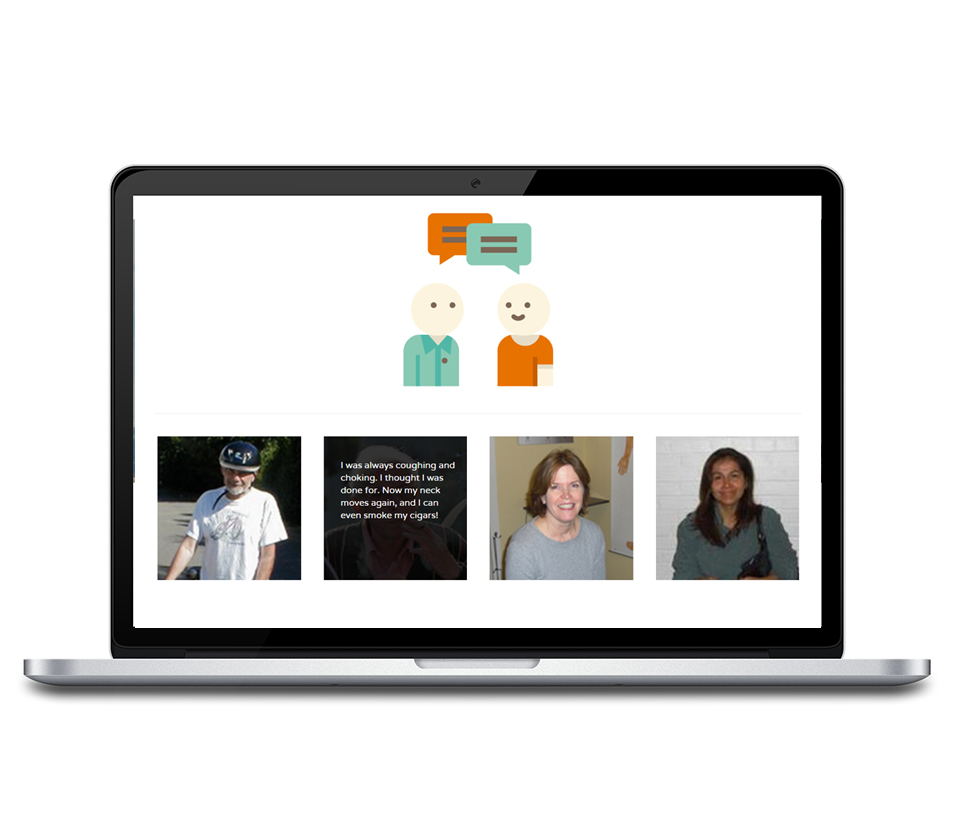 I was always coughing and
choking. I thought I was
done for. Now my neck
moves again, and I can
even smoke my cigars!